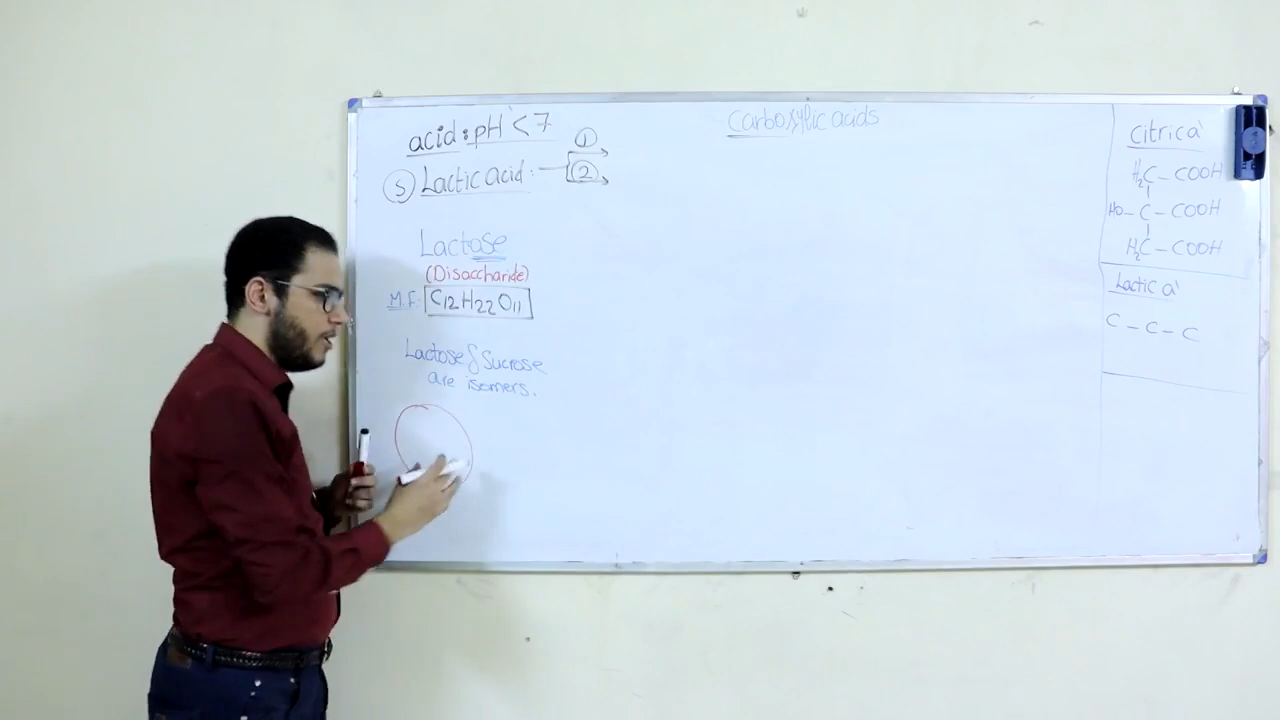 acid: pH < 7
S Lactic acid:
1
2
Lactose
(Disaccharide)
M.F. C12H22O11
Lactose & Sucrose
are isomers.
Carboxylic acids
Citric a`
H2C – COOH
HO – C – COOH
H2C – COOH
Lactic a`
C – C – C